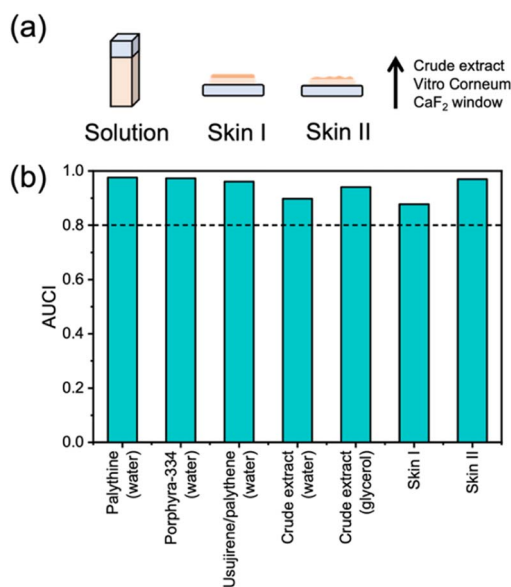 (a)
Solution
Skin I
Skin II
Crude extract
Vitro Corneum
CaF₂ window
(b)
AUCI
1.0
0.8
0.6
0.4
0.2
0.0
Palythine
(water)
Porphyra-334
(water)
Usujirene/palythene
(water)
Crude extract
(water)
Crude extract
(glycerol)
Skin I
Skin II